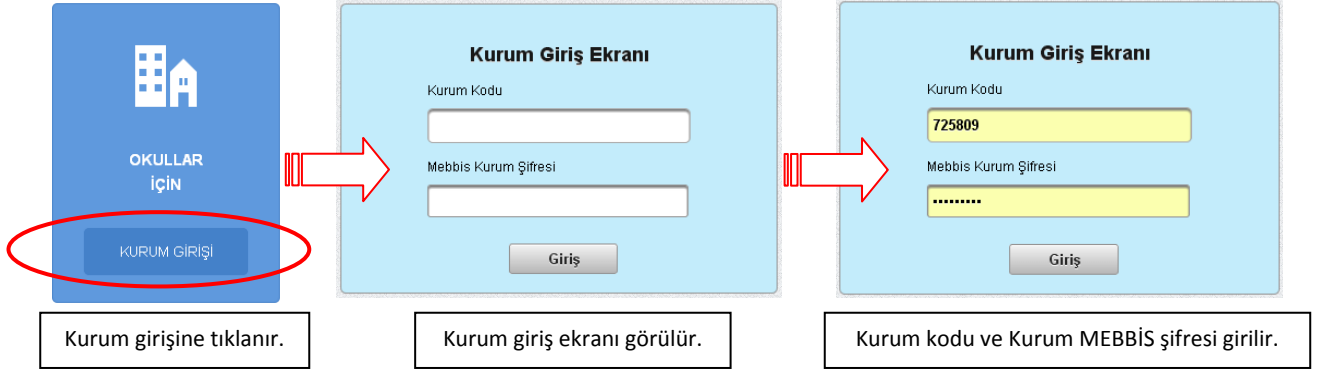 OKULLAR
İÇİN
KURUM GİRİŞİ
Kurum girişine tıklanır.
Kurum Giriş Ekranı
Kurum Kodu
Mebbis Kurum Şifresi
Giriş
Kurum giriş ekranı görülür.
Kurum Giriş Ekranı
Kurum Kodu
725809
Mebbis Kurum Şifresi
•••••••••
Giriş
Kurum kodu ve Kurum MEBBİS şifresi girilir.